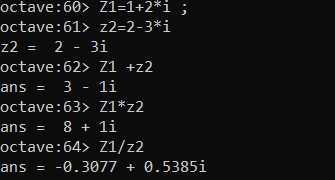 octave:60> Z1=1+2*i ;
octave:61> z2=2-3*i
z2 =  2 - 3i
octave:62> Z1 +z2
ans =  3 - 1i
octave:63> Z1*z2
ans =  8 + 1i
octave:64> Z1/z2
ans = -0.3077 + 0.5385i